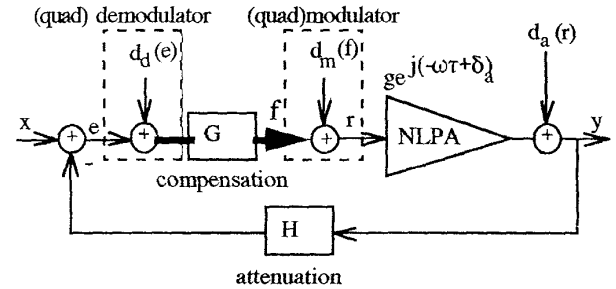 (quad) demodulator
(quad)modulator
d_d(e)
d_m(f)
ge^j(-ωτ+δ_a)
d_a(r)
x
+
e
+
G
f
+
r
NLPA
+
y
-
compensation
H
attenuation